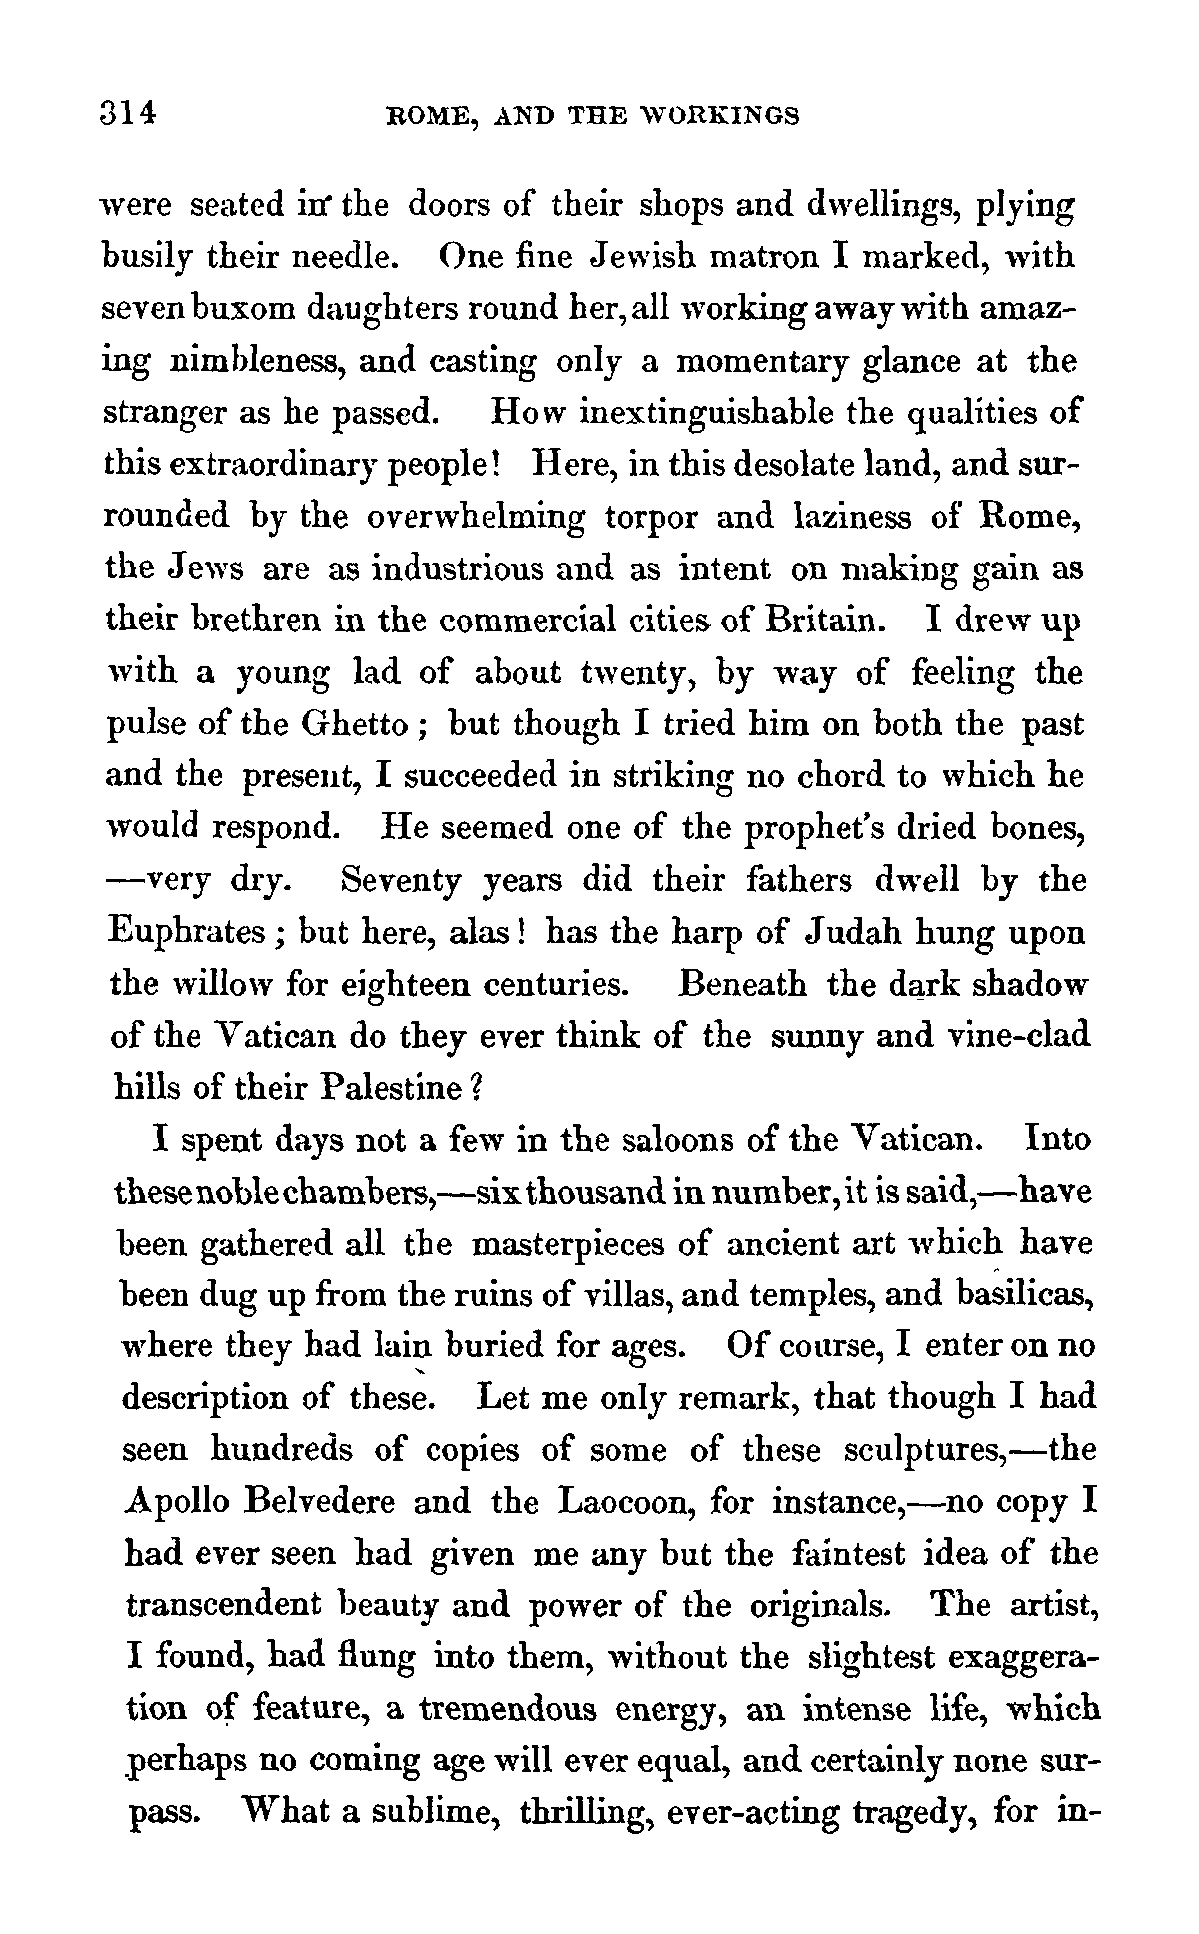 314 ROME, AND THE WORKINGS
were seated in the doors of their shops and dwellings, plying
busily their needle. One fine Jewish matron I marked, with
seven buxom daughters round her, all working away with amaz-
ing nimbleness, and casting only a momentary glance at the
stranger as he passed. How inextinguishable the qualities of
this extraordinary people! Here, in this desolate land, and sur-
rounded by the overwhelming torpor and laziness of Rome,
the Jews are as industrious and as intent on making gain as
their brethren in the commercial cities of Britain. I drew up
with a young lad of about twenty, by way of feeling the
pulse of the Ghetto; but though I tried him on both the past
and the present, I succeeded in striking no chord to which he
would respond. He seemed one of the prophet's dried bones,
—very dry. Seventy years did their fathers dwell by the
Euphrates; but here, alas! has the harp of Judah hung upon
the willow for eighteen centuries. Beneath the dark shadow
of the Vatican do they ever think of the sunny and vine-clad
hills of their Palestine?
I spent days not a few in the saloons of the Vatican. Into
these noble chambers,—six thousand in number, it is said,—have
been gathered all the masterpieces of ancient art which have
been dug up from the ruins of villas, and temples, and basilicas,
where they had lain buried for ages. Of course, I enter on no
description of these. Let me only remark, that though I had
seen hundreds of copies of some of these sculptures,—the
Apollo Belvedere and the Laocoon, for instance,—no copy I
had ever seen had given me any but the faintest idea of the
transcendent beauty and power of the originals. The artist,
I found, had flung into them, without the slightest exaggera-
tion of feature, a tremendous energy, an intense life, which
perhaps no coming age will ever equal, and certainly none sur-
pass. What a sublime, thrilling, ever-acting tragedy, for in-